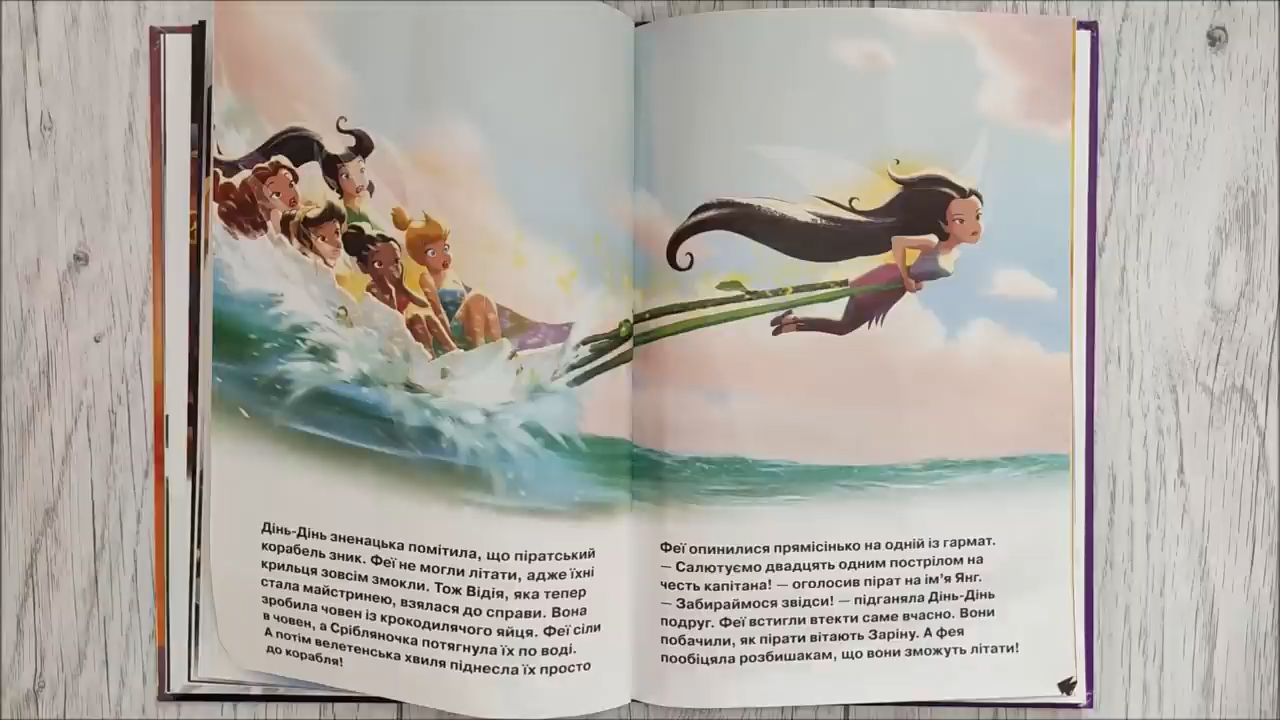 Дінь-Дінь зненацька помітила, що піратський
корабель зник. Феї не могли літати, адже їхні
крильця зовсім змокли. Тож Відія, яка тепер
стала майстринею, взялася до справи. Вона
зробила човен із крокодилячого яйця. Феї сіли
в човен, а Срібляночка потягнула їх по воді.
А потім велетенська хвиля піднесла їх просто
до корабля!
Феї опинилися прямісінько на одній із гармат.
— Салютуємо двадцять одним пострілом на
честь капітана! — оголосив пірат на ім’я Янг.
— Забираймося звідси! — підганяла Дінь-Дінь
подруг. Феї встигли втекти саме вчасно. Вони
побачили, як пірати вітають Заріну. А фея
пообіцяла розбишакам, що вони зможуть літати!